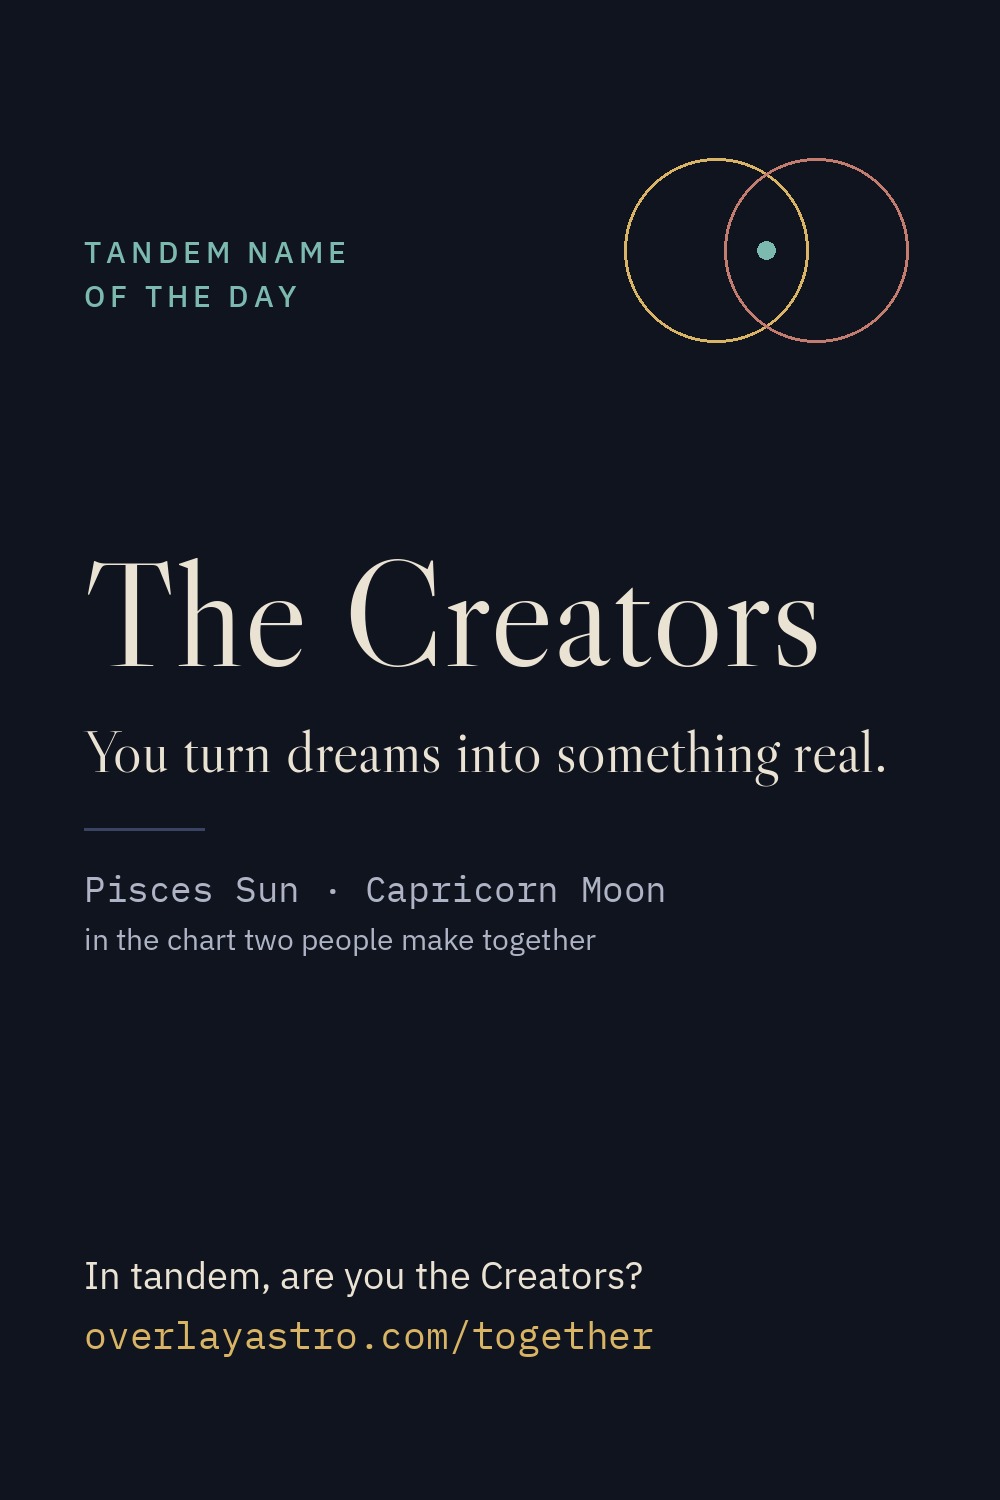 TANDEM NAME
OF THE DAY
The Creators
You turn dreams into something real.
Pisces Sun · Capricorn Moon
in the chart two people make together
In tandem, are you the Creators?
overlayastro.com/together